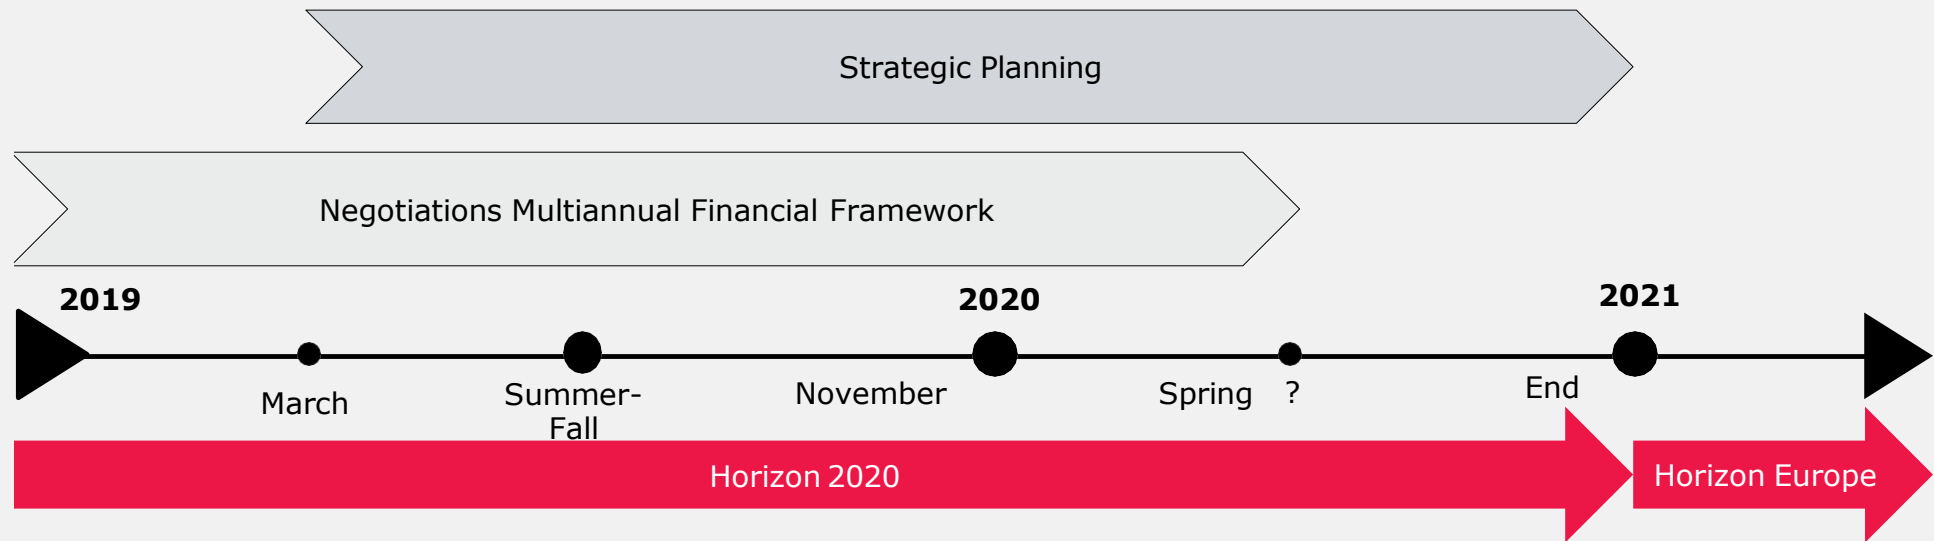 Strategic Planning
Negotiations Multiannual Financial Framework
2019
2020
2021
March
Summer-
Fall
November
Spring ?
End
Horizon 2020
Horizon Europe